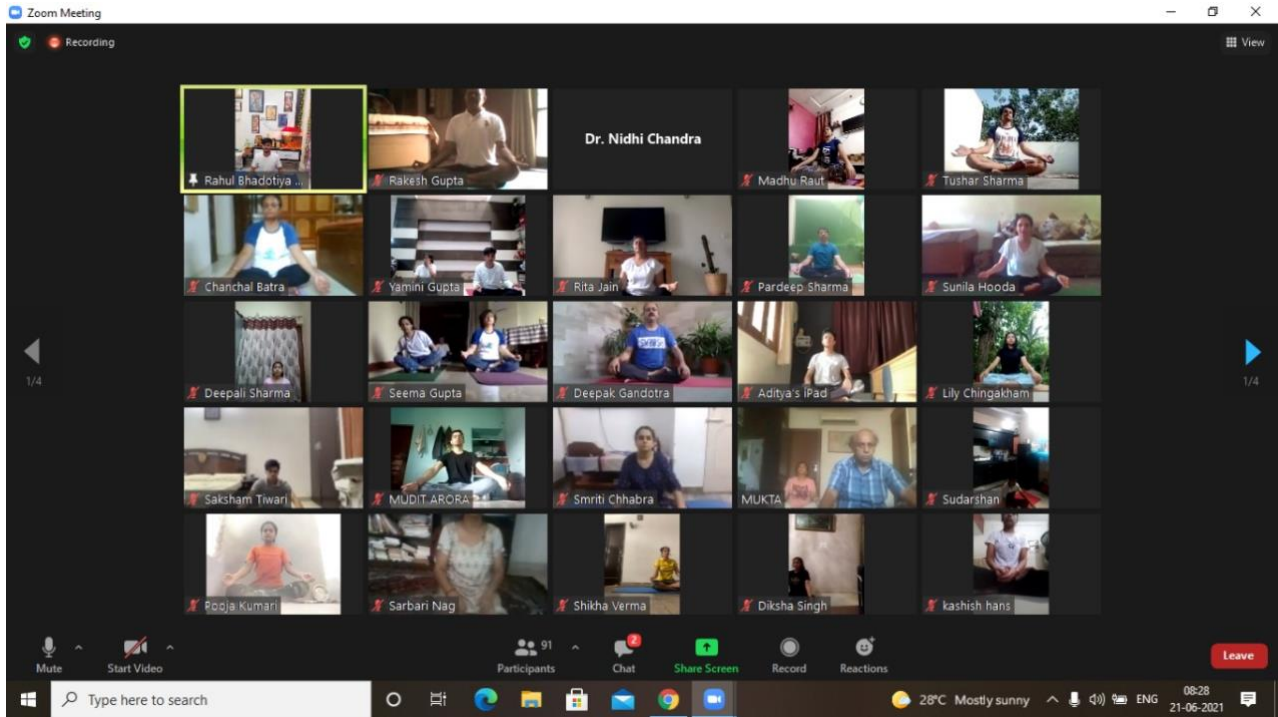 Zoom Meeting
Recording
View
Rahul Bhadotiya ...
Rakesh Gupta
Dr. Nidhi Chandra
Madhu Raut
Tushar Sharma
Chanchal Batra
Yamini Gupta
Rita Jain
Pardeep Sharma
Sunila Hooda
Deepali Sharma
Seema Gupta
Deepak Gandotra
Aditya's iPad
Lily Chingakham
1/4
1/4
Saksham Tiwari
MUDIT ARORA
Smriti Chhabra
MUKTA
Sudarshan
Pooja Kumari
Sarbari Nag
Shikha Verma
Diksha Singh
kashish hans
Mute
Start Video
91
Participants
2
Chat
Share Screen
Record
Reactions
Leave
Type here to search
28°C Mostly sunny
ENG
08:28
21-06-2021